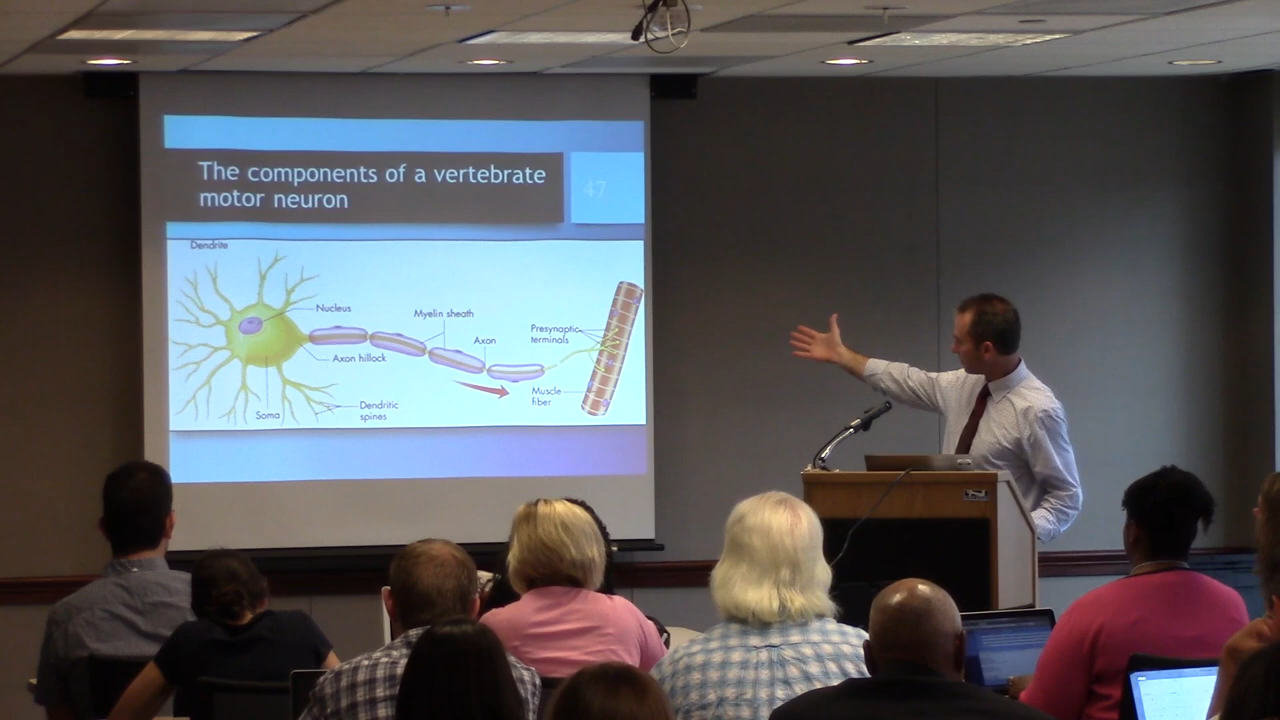 The components of a vertebrate
motor neuron
47
Dendrite
Nucleus
Myelin sheath
Axon
Presynaptic
terminals
Axon hillock
Muscle
fiber
Soma
Dendritic
spines